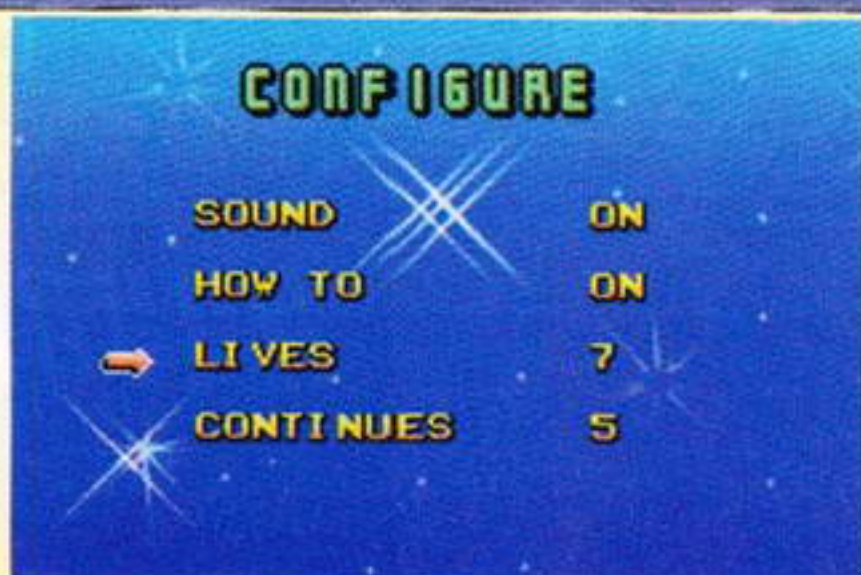 CONFIGURE
SOUND ON
HOW TO ON
LIVES 7
CONTINUES 5